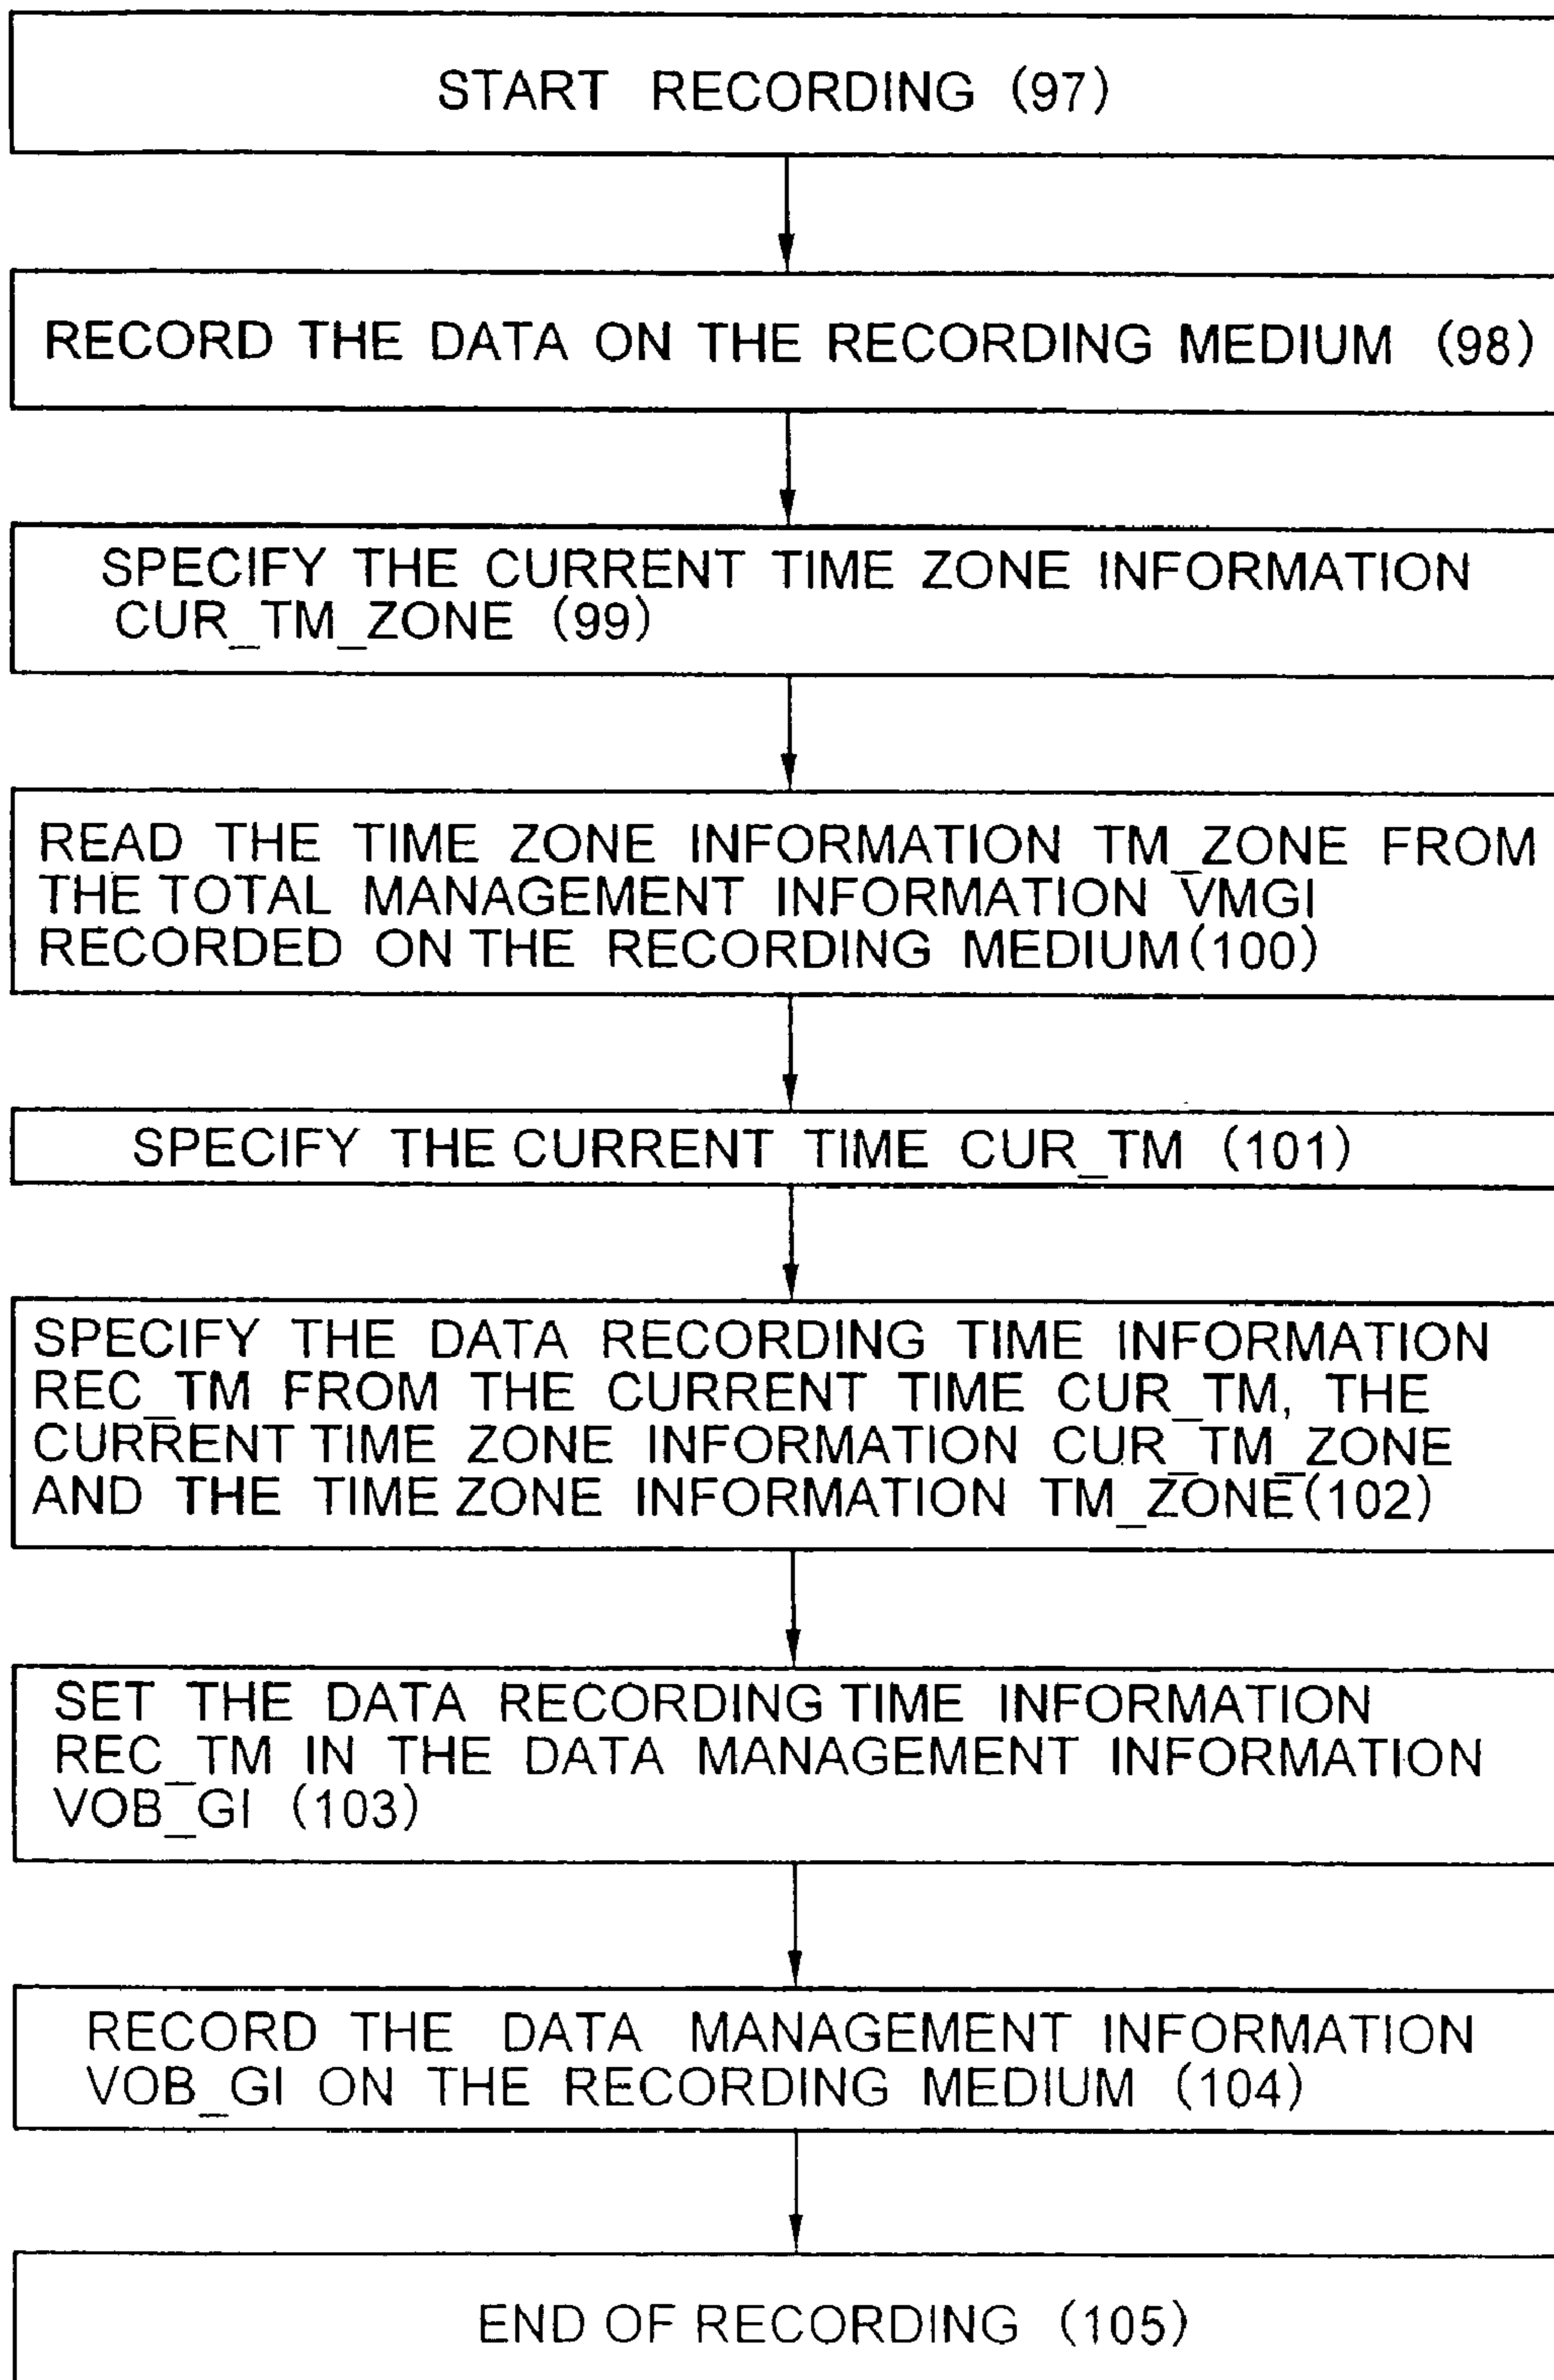 START RECORDING (97)
RECORD THE DATA ON THE RECORDING MEDIUM (98)
SPECIFY THE CURRENT TIME ZONE INFORMATION
CUR_TM_ZONE (99)
READ THE TIME ZONE INFORMATION TM_ZONE FROM
THE TOTAL MANAGEMENT INFORMATION VMGI
RECORDED ON THE RECORDING MEDIUM(100)
SPECIFY THE CURRENT TIME CUR_TM (101)
SPECIFY THE DATA RECORDING TIME INFORMATION
REC_TM FROM THE CURRENT TIME CUR_TM, THE
CURRENT TIME ZONE INFORMATION CUR_TM_ZONE
AND THE TIME ZONE INFORMATION TM_ZONE(102)
SET THE DATA RECORDING TIME INFORMATION
REC_TM IN THE DATA MANAGEMENT INFORMATION
VOB_GI (103)
RECORD THE DATA MANAGEMENT INFORMATION
VOB_GI ON THE RECORDING MEDIUM (104)
END OF RECORDING (105)